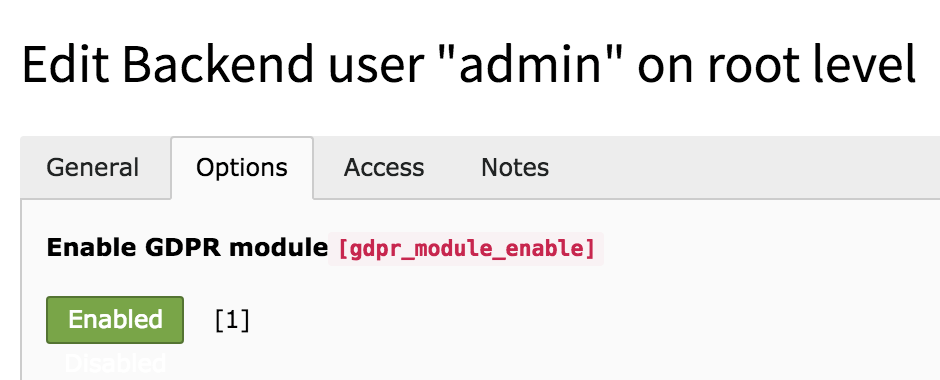 Edit Backend user "admin" on root level
General Options Access Notes
Enable GDPR module [gdpr_module_enable]
Enabled [1]
Disabled